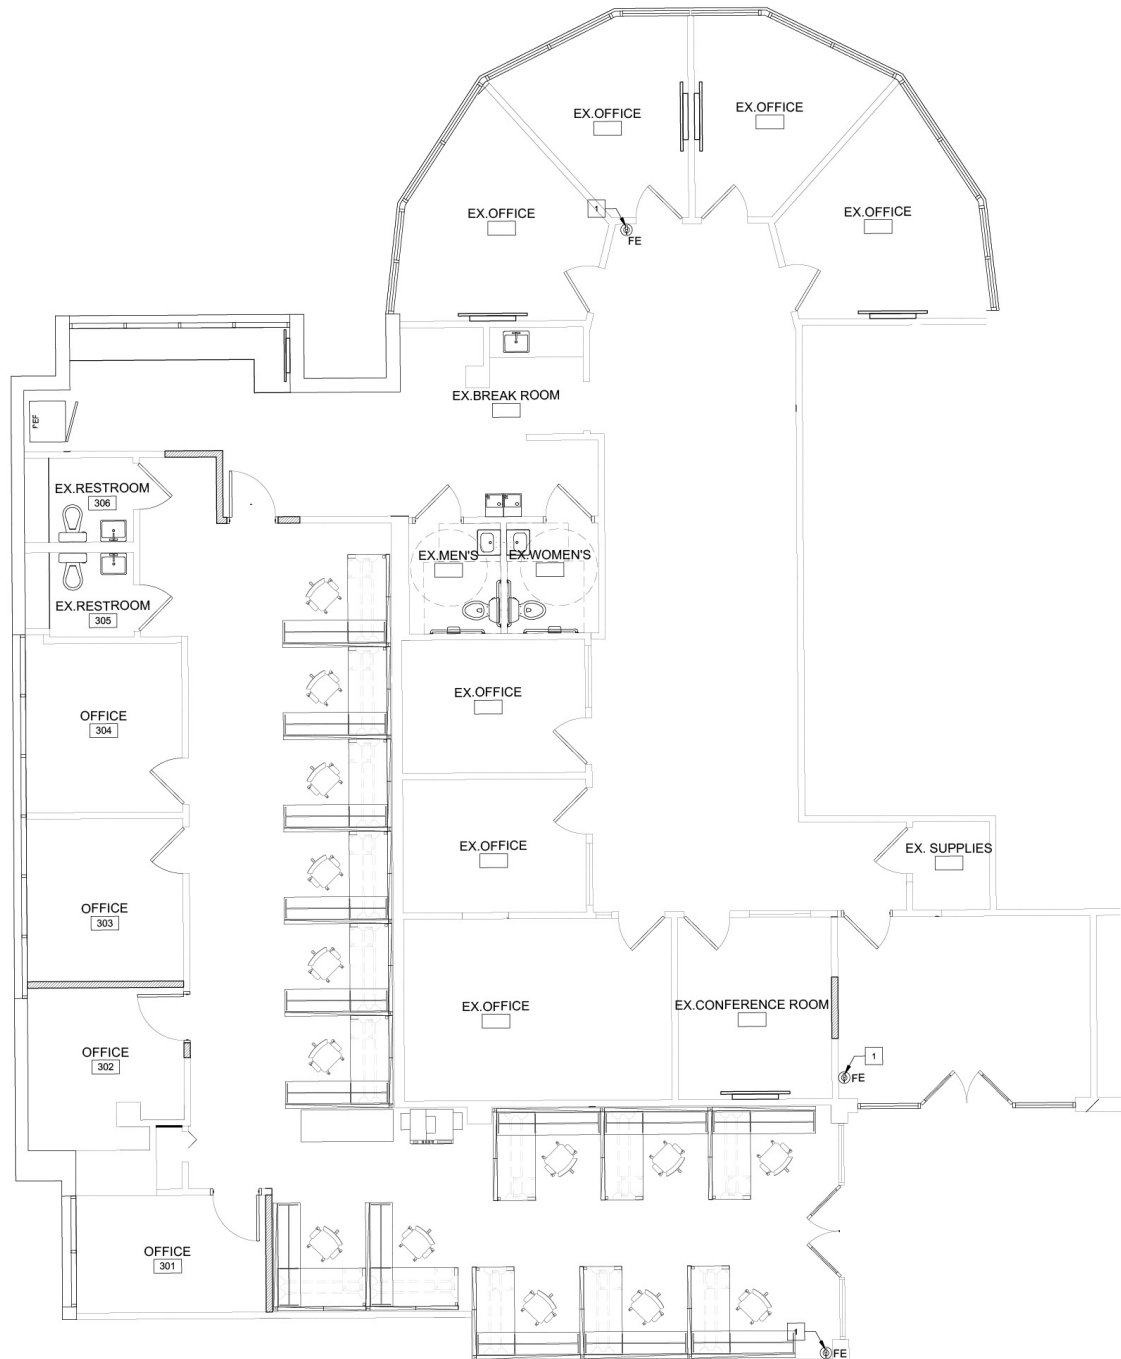 EX.OFFICE
EX.OFFICE
EX.OFFICE
EX.OFFICE
1
FE
EX.BREAK ROOM
REF
EX.RESTROOM
306
EX.MEN'S
EX.WOMEN'S
EX.RESTROOM
305
EX.OFFICE
OFFICE
304
EX.OFFICE
EX. SUPPLIES
OFFICE
303
EX.OFFICE
EX.CONFERENCE ROOM
OFFICE
302
1
FE
OFFICE
301
1
FE